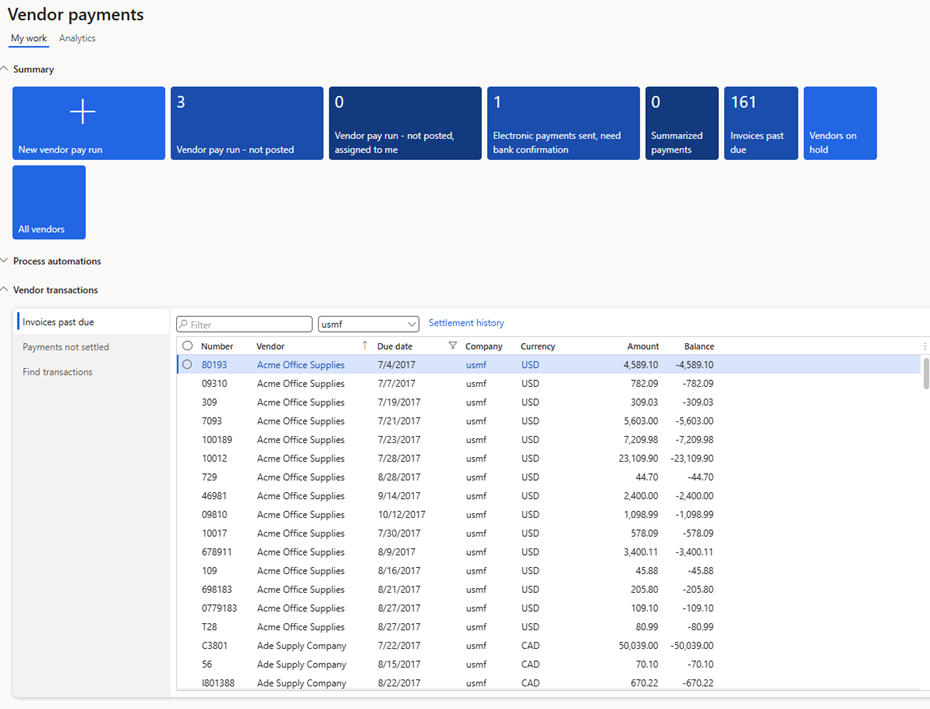 Vendor payments
My work Analytics
Summary
New vendor pay run
3
Vendor pay run - not posted
0
Vendor pay run - not posted,
assigned to me
1
Electronic payments sent, need
bank confirmation
0
Summarized
payments
161
Invoices past
due
Vendors on
hold
All vendors
Process automations
Vendor transactions
Invoices past due
Payments not settled
Find transactions
Filter usmf Settlement history
Number Vendor Due date Company Currency Amount Balance
80193 Acme Office Supplies 7/4/2017 usmf USD 4,589.10 -4,589.10
09310 Acme Office Supplies 7/7/2017 usmf USD 782.09 -782.09
309 Acme Office Supplies 7/19/2017 usmf USD 309.03 -309.03
7093 Acme Office Supplies 7/21/2017 usmf USD 5,603.00 -5,603.00
100189 Acme Office Supplies 7/23/2017 usmf USD 7,209.98 -7,209.98
10012 Acme Office Supplies 7/28/2017 usmf USD 23,109.90 -23,109.90
729 Acme Office Supplies 8/28/2017 usmf USD 44.70 -44.70
46981 Acme Office Supplies 9/14/2017 usmf USD 2,400.00 -2,400.00
09810 Acme Office Supplies 10/12/2017 usmf USD 1,098.99 -1,098.99
10017 Acme Office Supplies 7/30/2017 usmf USD 578.09 -578.09
678911 Acme Office Supplies 8/9/2017 usmf USD 3,400.11 -3,400.11
109 Acme Office Supplies 8/16/2017 usmf USD 45.88 -45.88
698183 Acme Office Supplies 8/21/2017 usmf USD 205.80 -205.80
0779183 Acme Office Supplies 8/27/2017 usmf USD 109.10 -109.10
T28 Acme Office Supplies 8/27/2017 usmf USD 80.99 -80.99
C3801 Ade Supply Company 7/22/2017 usmf CAD 50,039.00 -50,039.00
56 Ade Supply Company 8/15/2017 usmf CAD 70.10 -70.10
I801388 Ade Supply Company 8/22/2017 usmf CAD 670.22 -670.22